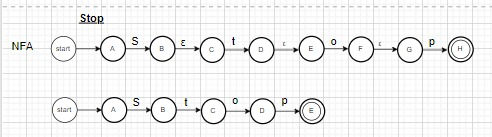 Stop
NFA start A S B ε C t D ε E o F ε G p H
start A S B t C o D p E